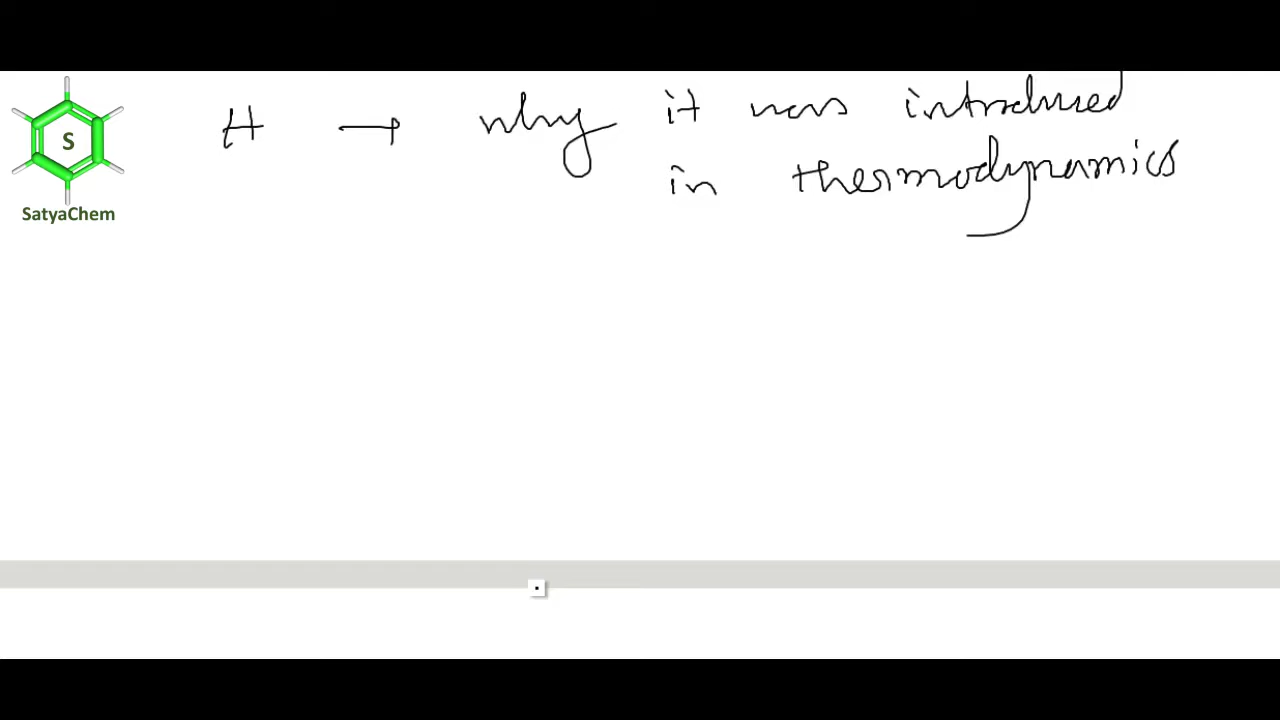 H → why it was introduced
in thermodynamics
S
SatyaChem